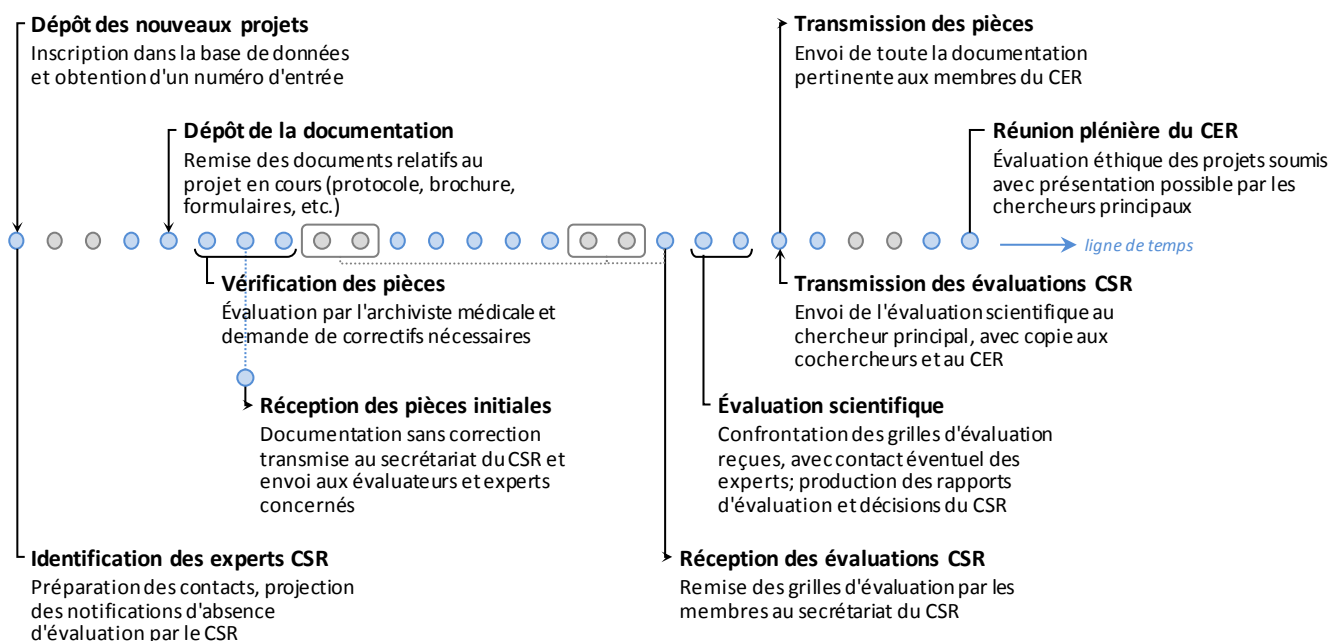 Dépôt des nouveaux projets
Inscription dans la base de données
et obtention d'un numéro d'entrée
Transmission des pièces
Envoi de toute la documentation
pertinente aux membres du CER
Dépôt de la documentation
Remise des documents relatifs au
projet en cours (protocole, brochure,
formulaires, etc.)
Réunion plénière du CER
Évaluation éthique des projets soumis
avec présentation possible par les
chercheurs principaux
ligne de temps
Vérification des pièces
Évaluation par l'archiviste médicale et
demande de correctifs nécessaires
Transmission des évaluations CSR
Envoi de l'évaluation scientifique au
chercheur principal, avec copie aux
cochercheurs et au CER
Réception des pièces initiales
Documentation sans correction
transmise au secrétariat du CSR et
envoi aux évaluateurs et experts
concernés
Évaluation scientifique
Confrontation des grilles d'évaluation
reçues, avec contact éventuel des
experts; production des rapports
d'évaluation et décisions du CSR
Identification des experts CSR
Préparation des contacts, projection
des notifications d'absence
d'évaluation par le CSR
Réception des évaluations CSR
Remise des grilles d'évaluation par les
membres au secrétariat du CSR